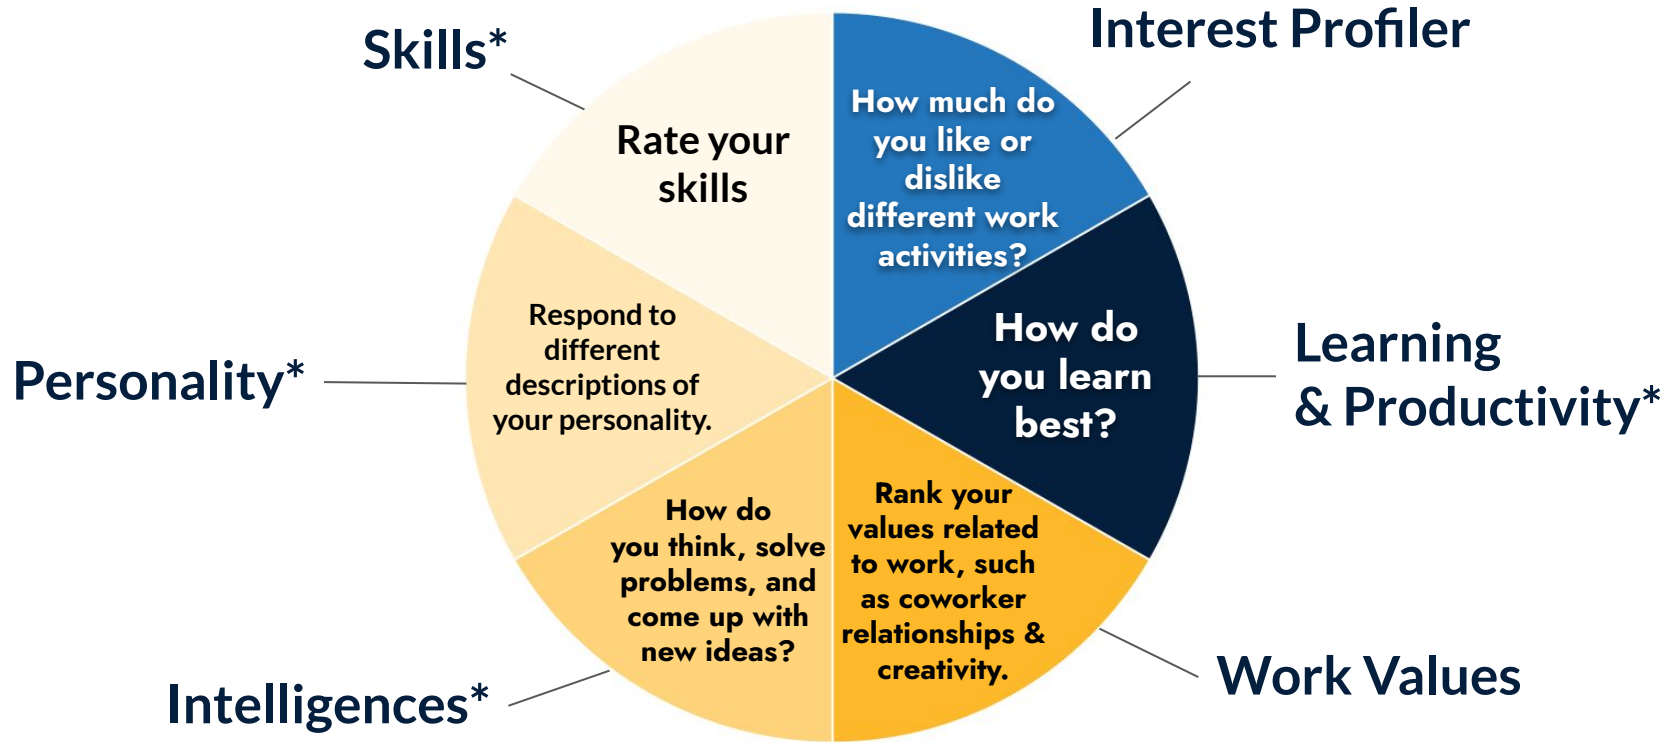 Skills*
Interest Profiler
Rate your
skills
How much do
you like or
dislike
different work
activities?
Personality*
Respond to
different
descriptions of
your personality.
How do
you learn
best?
Learning
& Productivity*
How do
you think, solve
problems, and
come up with
new ideas?
Rank your
values related
to work, such
as coworker
relationships &
creativity.
Intelligences*
Work Values